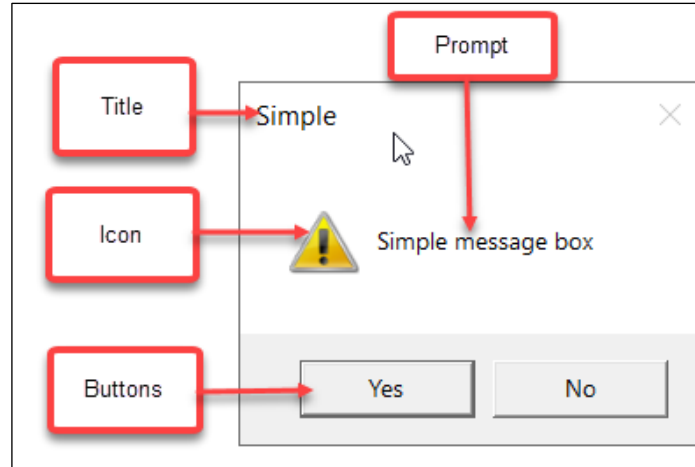 Prompt
Title
Simple
Icon
Simple message box
Buttons
Yes
No